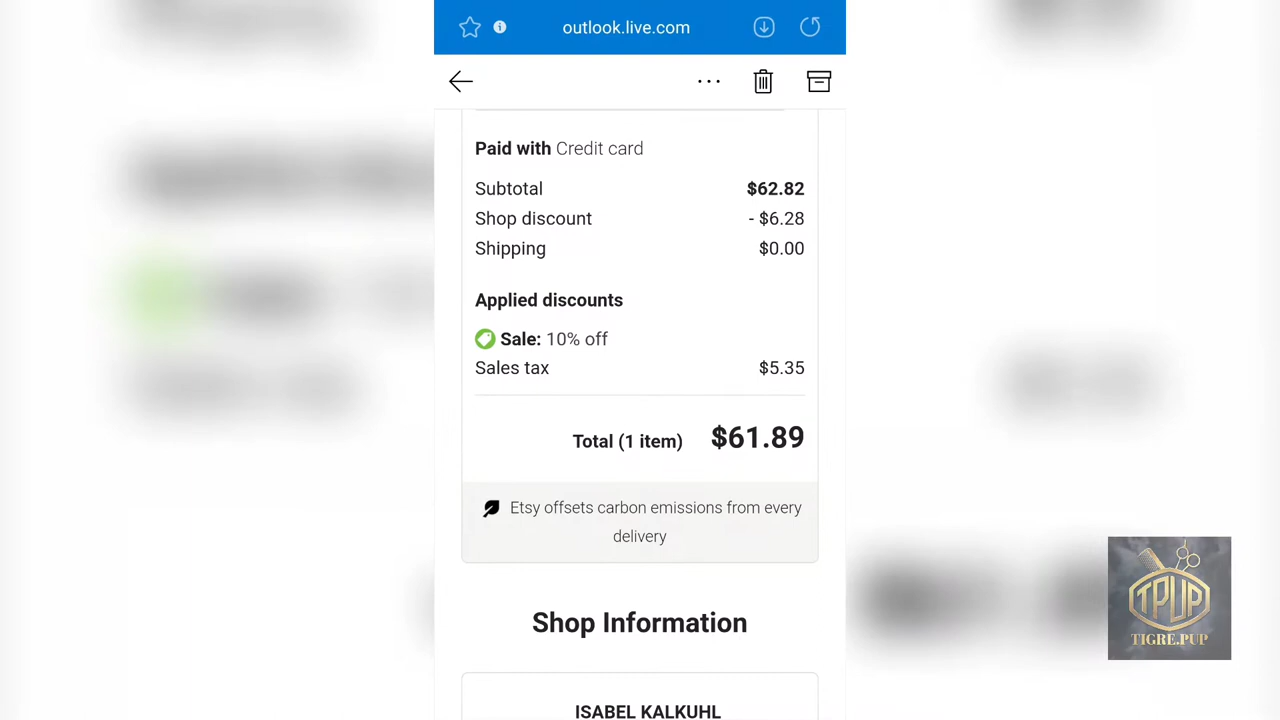 outlook.live.com
Paid with Credit card
Subtotal $62.82
Shop discount - $6.28
Shipping $0.00
Applied discounts
Sale: 10% off
Sales tax $5.35
Total (1 item) $61.89
Etsy offsets carbon emissions from every
delivery
Shop Information
ISABEL KALKUHL
TPUP
TIGRE.PUP